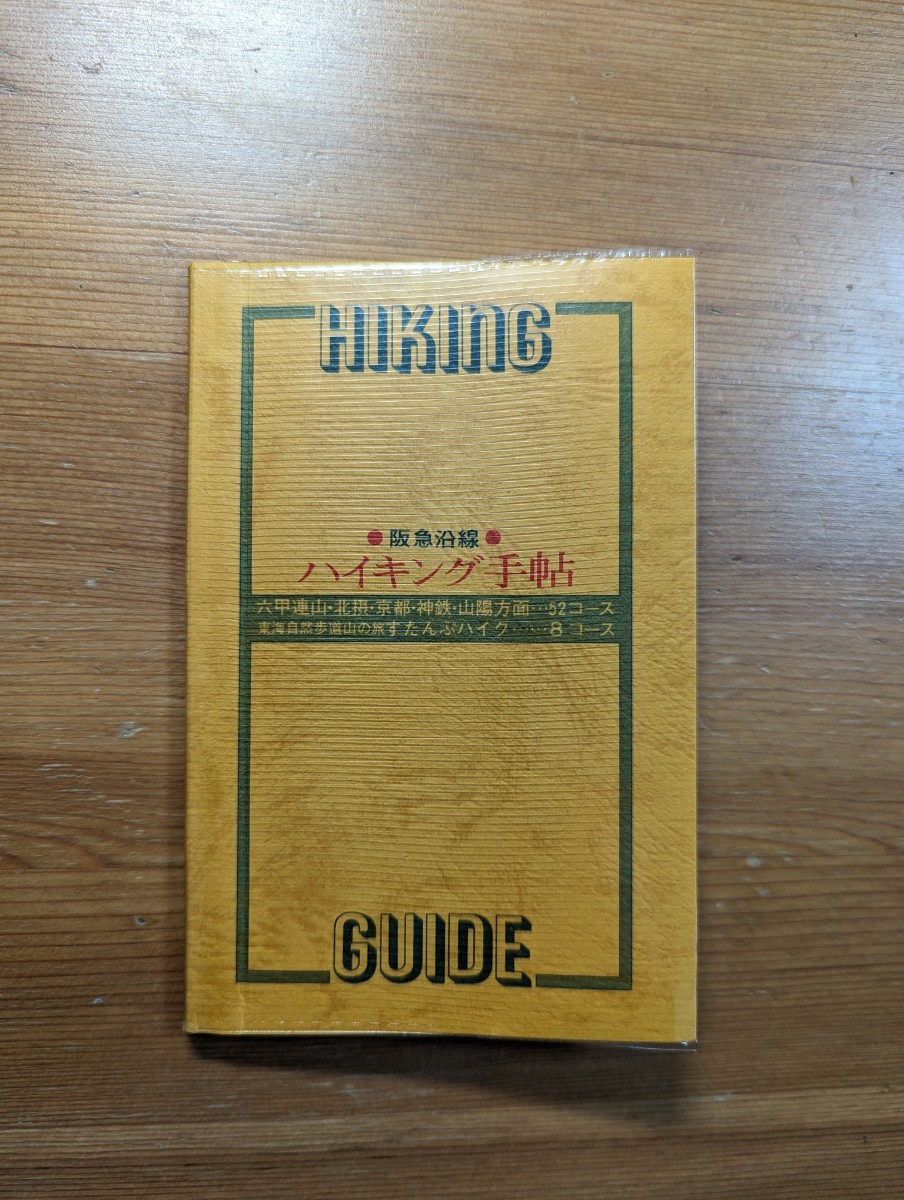 HIKING
●阪急沿線●
ハイキング手帖
六甲連山・北摂・京都・神鉄・山陽方面…52コース
東海自然歩道山の旅すたんぷハイク……8コース
GUIDE